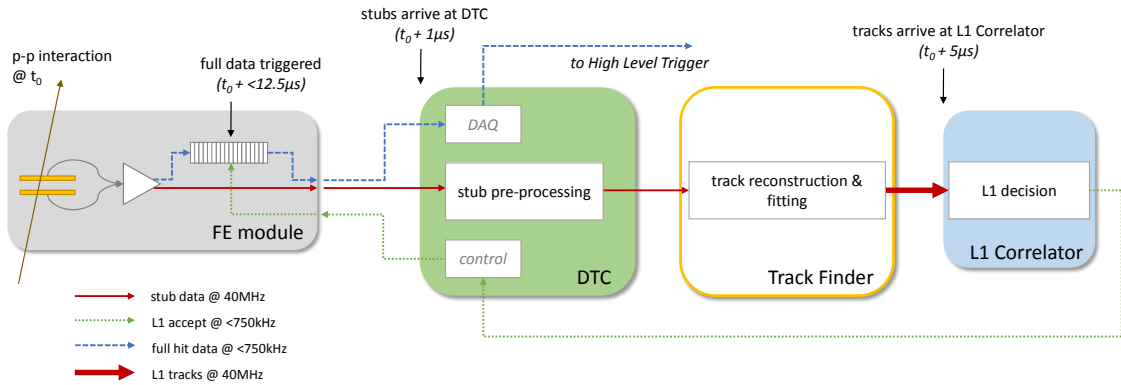 p-p interaction
@ t0
full data triggered
(t0 + <12.5μs)
stubs arrive at DTC
(t0 + 1μs)
to High Level Trigger
tracks arrive at L1 Correlator
(t0 + 5μs)
FE module
DAQ
stub pre-processing
control
DTC
track reconstruction &
fitting
Track Finder
L1 decision
L1 Correlator
stub data @ 40MHz
L1 accept @ <750kHz
full hit data @ <750kHz
L1 tracks @ 40MHz